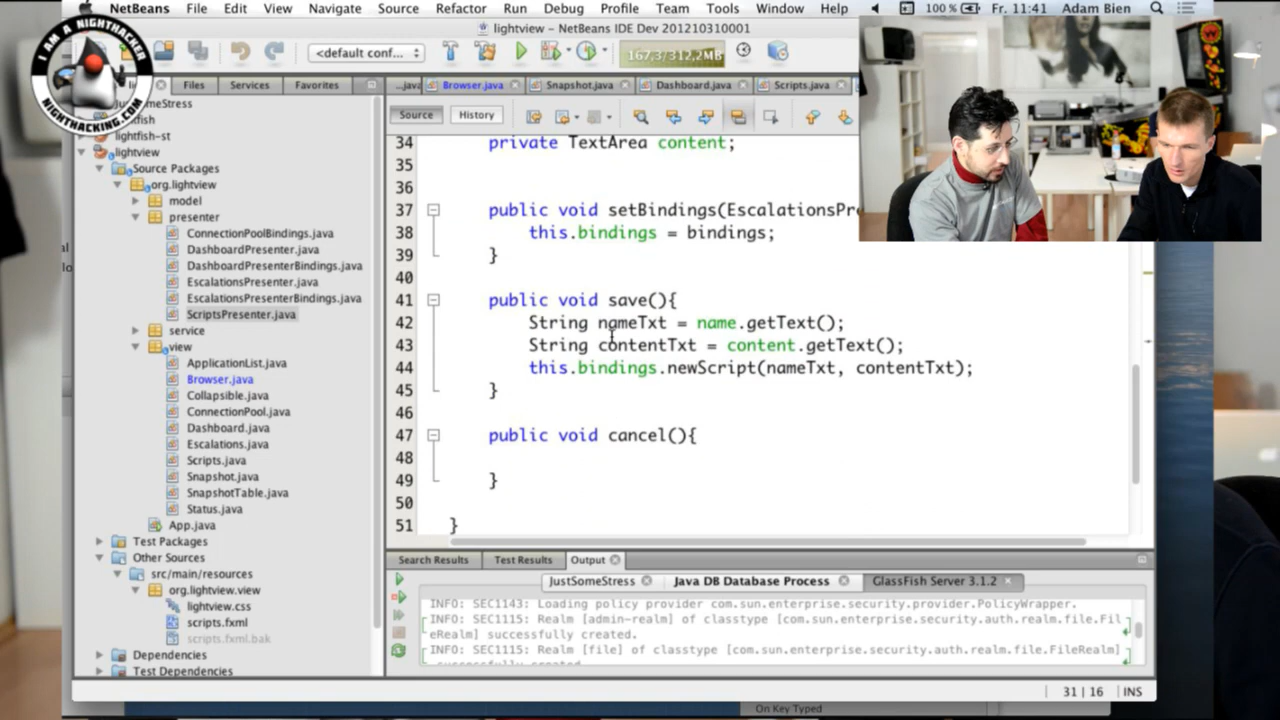 NetBeans File Edit View Navigate Source Refactor Run Debug Profile Team Tools Window Help 100 % Fr. 11:41 Adam Bien
lightview – NetBeans IDE Dev 201210310001
I AM A NIGHTHACKER
NIGHTHACKING.COM
<default conf...
167,3/312,2MB
Files Services Favorites
...java Browser.java Snapshot.java Dashboard.java Scripts.java
Source History
JustSomeStress
lightfish-st
lightview
Source Packages
org.lightview
model
presenter
ConnectionPoolBindings.java
DashboardPresenter.java
DashboardPresenterBindings.java
EscalationsPresenter.java
EscalationsPresenterBindings.java
ScriptsPresenter.java
service
view
ApplicationList.java
Browser.java
Collapsible.java
ConnectionPool.java
Dashboard.java
Escalations.java
Scripts.java
Snapshot.java
SnapshotTable.java
Status.java
App.java
Test Packages
Other Sources
src/main/resources
org.lightview.view
lightview.css
scripts.fxml
scripts.fxml.bak
Dependencies
Test Dependencies
34 private TextArea content;
35
36
37 public void setBindings(EscalationsPre
38 this.bindings = bindings;
39 }
40
41 public void save(){
42 String nameTxt = name.getText();
43 String contentTxt = content.getText();
44 this.bindings.newScript(nameTxt, contentTxt);
45 }
46
47 public void cancel(){
48
49 }
50
51 }
Search Results Test Results Output
JustSomeStress Java DB Database Process GlassFish Server 3.1.2
INFO: SEC1143: Loading policy provider com.sun.enterprise.security.provider.PolicyWrapper.
INFO: SEC1115: Realm [admin-realm] of classtype [com.sun.enterprise.security.auth.realm.file.Fil
eRealm] successfully created.
INFO: SEC1115: Realm [file] of classtype [com.sun.enterprise.security.auth.realm.file.FileRealm]
successfully created
31 | 16 INS
On Key Typed